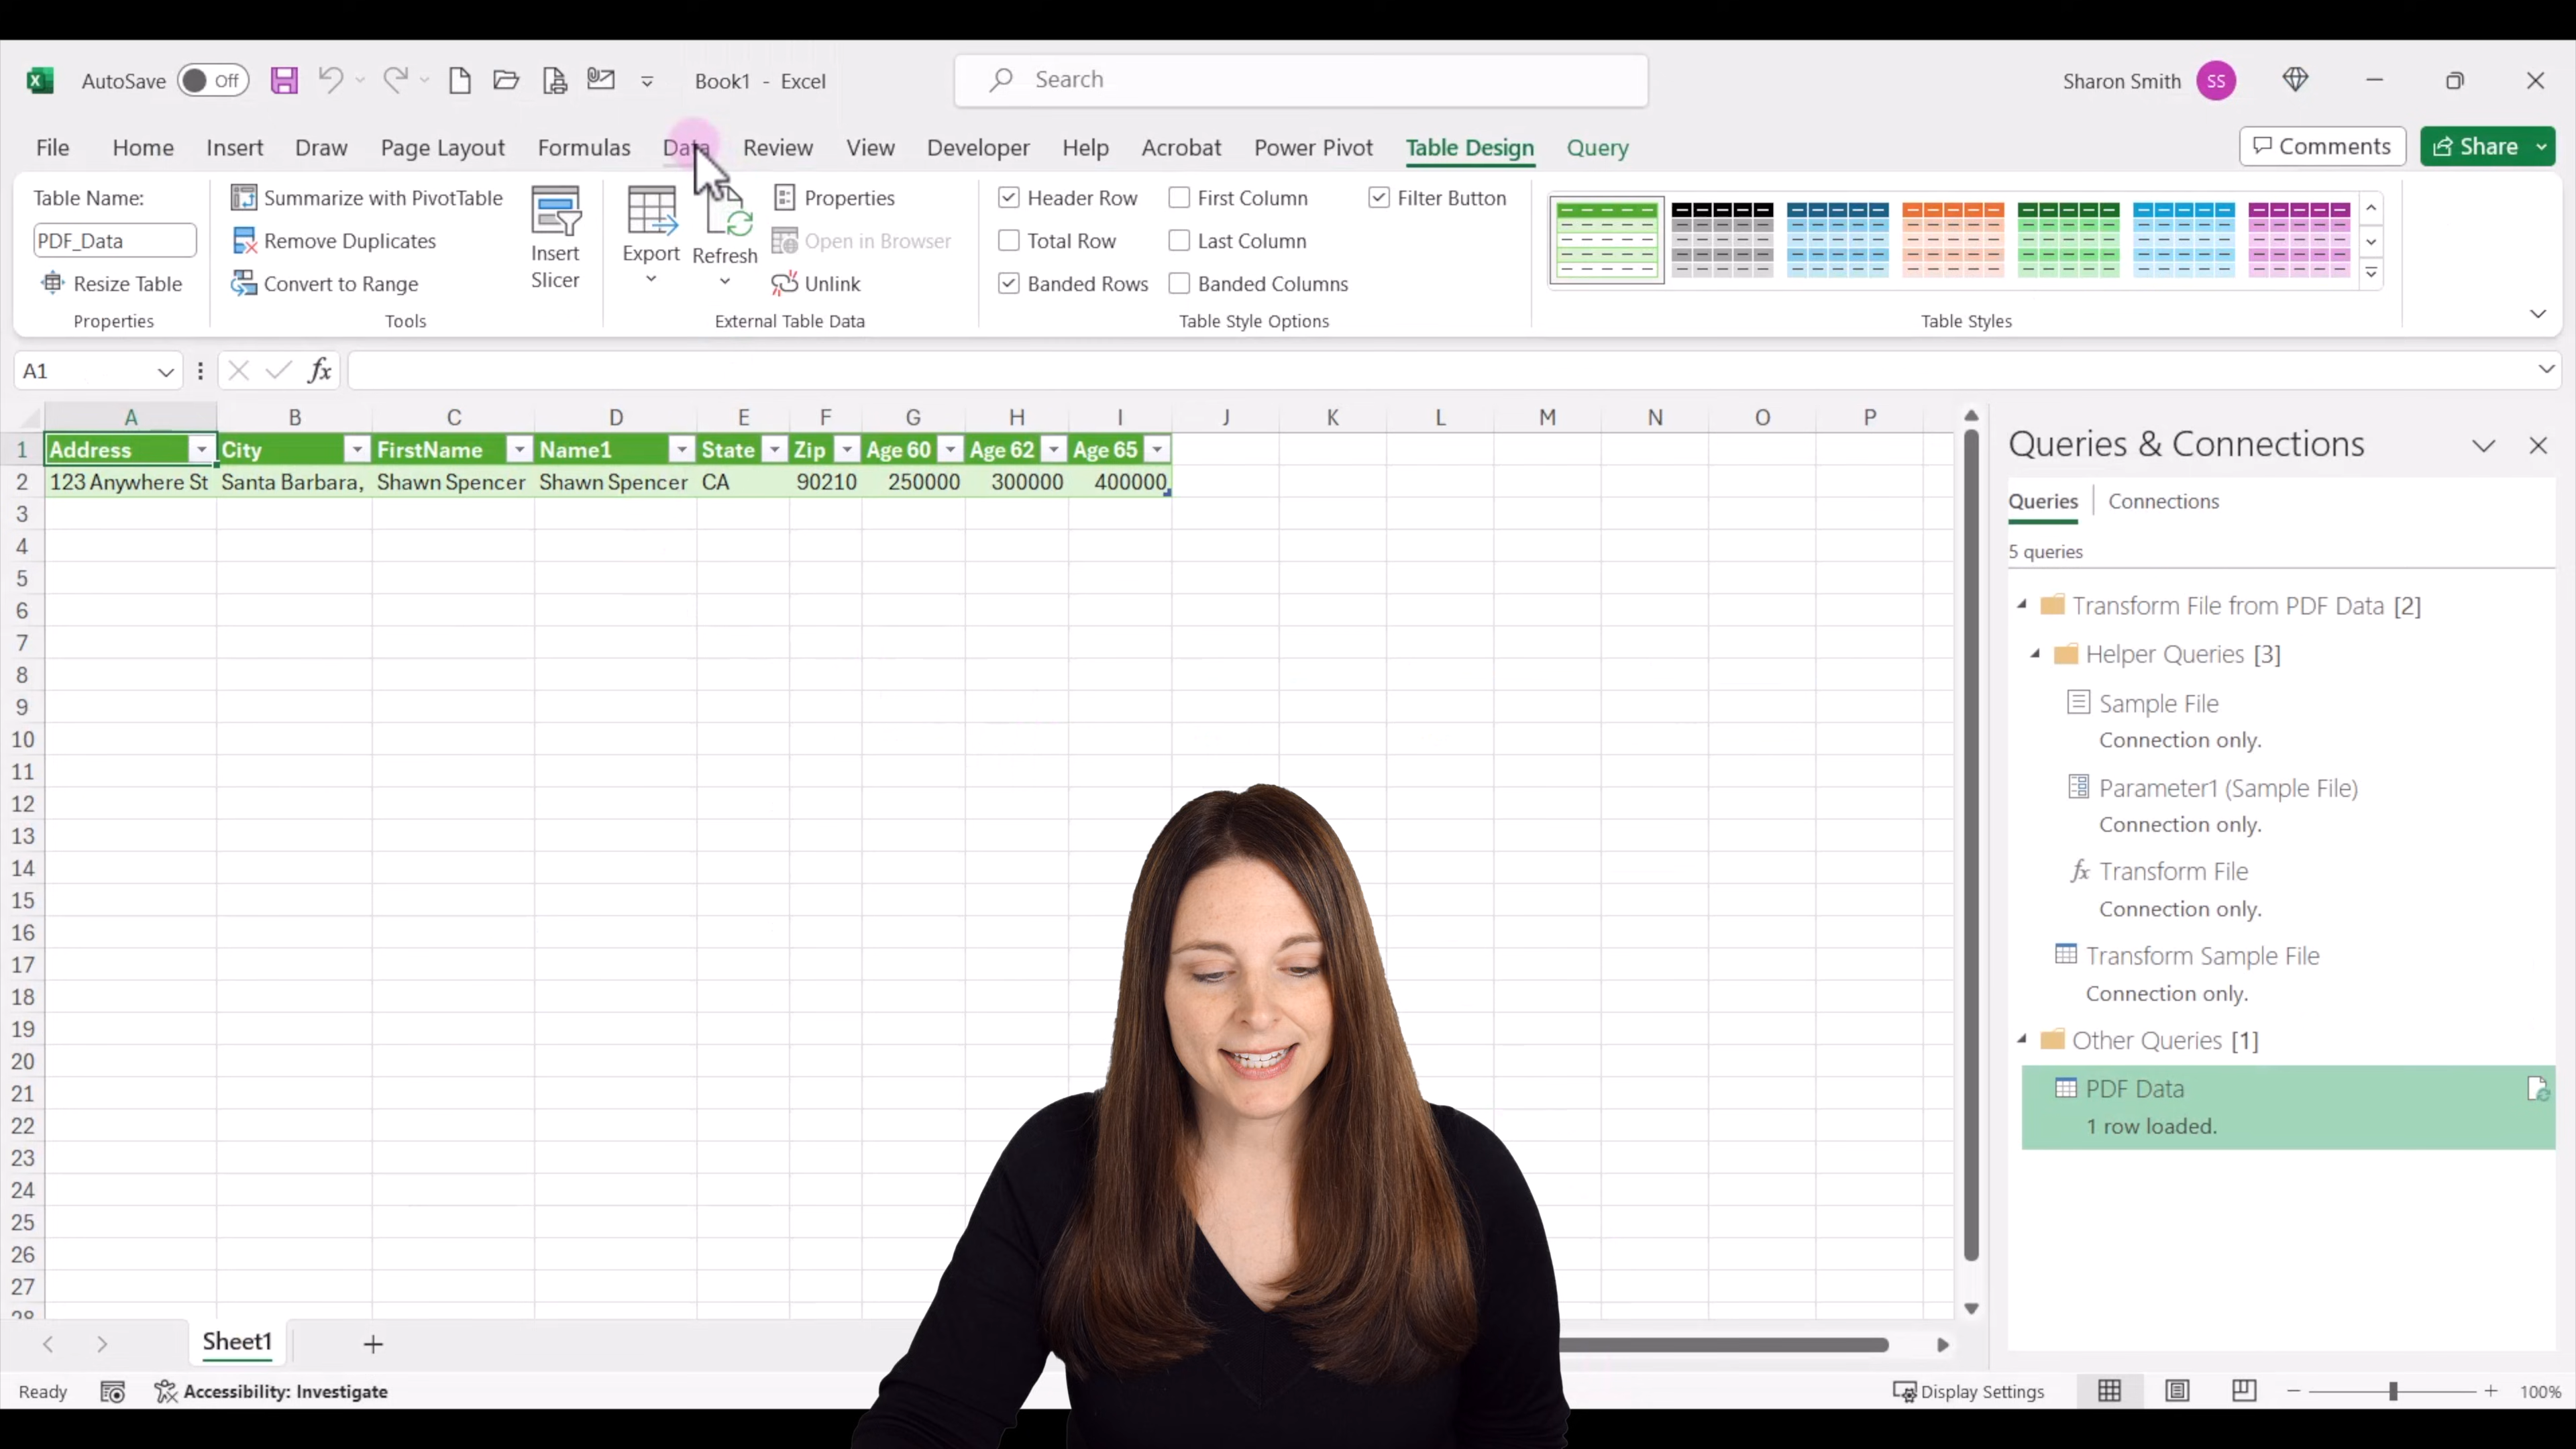 AutoSave Off Book1 - Excel Search Sharon Smith SS
File Home Insert Draw Page Layout Formulas Data Review View Developer Help Acrobat Power Pivot Table Design Query Comments Share
Table Name:
PDF_Data
Resize Table
Properties
Summarize with PivotTable
Remove Duplicates
Convert to Range
Tools
Insert
Slicer
Export
Refresh
Properties
Open in Browser
Unlink
External Table Data
Header Row First Column Filter Button
Total Row Last Column
Banded Rows Banded Columns
Table Style Options
Table Styles
A1 fx
A B C D E F G H I J K L M N O P
1 Address City FirstName Name1 State Zip Age 60 Age 62 Age 65
2 123 Anywhere St Santa Barbara, Shawn Spencer Shawn Spencer CA 90210 250000 300000 400000
3
4
5
6
7
8
9
10
11
12
13
14
15
16
17
18
19
20
21
22
23
24
25
26
27
28
Queries & Connections
Queries Connections
5 queries
Transform File from PDF Data [2]
Helper Queries [3]
Sample File
Connection only.
Parameter1 (Sample File)
Connection only.
fx Transform File
Connection only.
Transform Sample File
Connection only.
Other Queries [1]
PDF Data
1 row loaded.
Sheet1
Ready Accessibility: Investigate Display Settings 100%